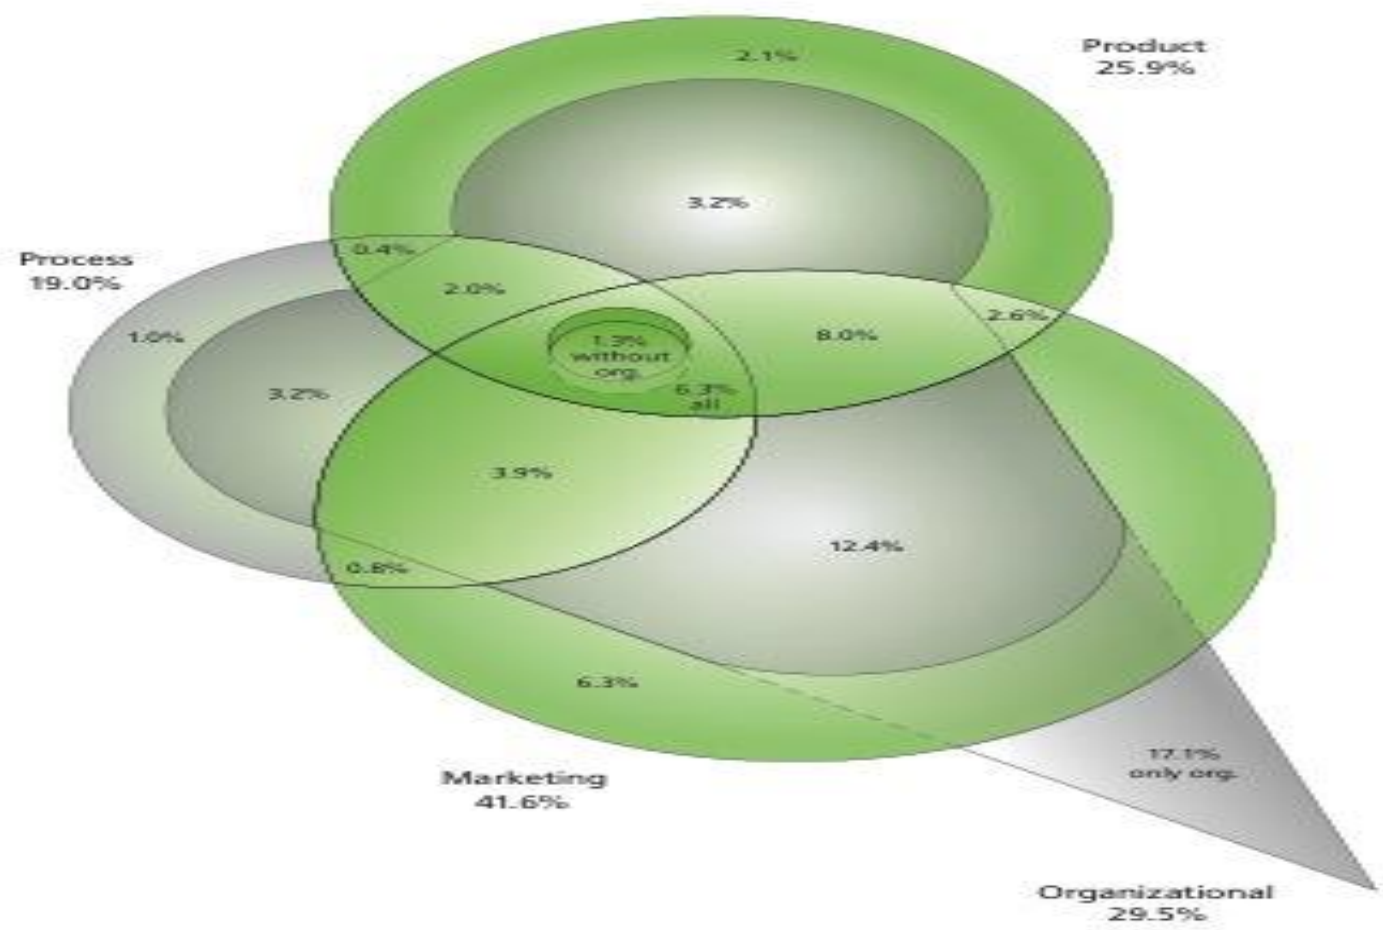 2.1%
Product
25.9%
3.2%
0.4%
Process
19.0%
2.0%
2.6%
1.0%
8.0%
1.3%
without
org.
6.3%
all
3.2%
3.9%
12.4%
0.8%
6.3%
17.1%
only org.
Marketing
41.6%
Organizational
29.5%